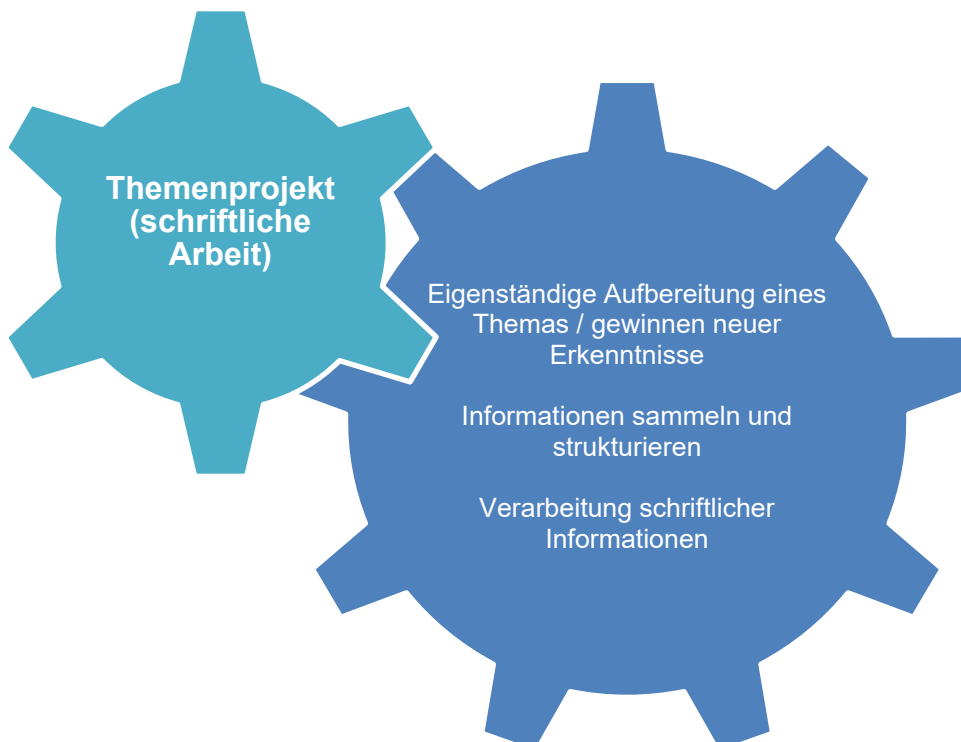 Themenprojekt
(schriftliche
Arbeit)
Eigenständige Aufbereitung eines
Themas / gewinnen neuer
Erkenntnisse
Informationen sammeln und
strukturieren
Verarbeitung schriftlicher
Informationen